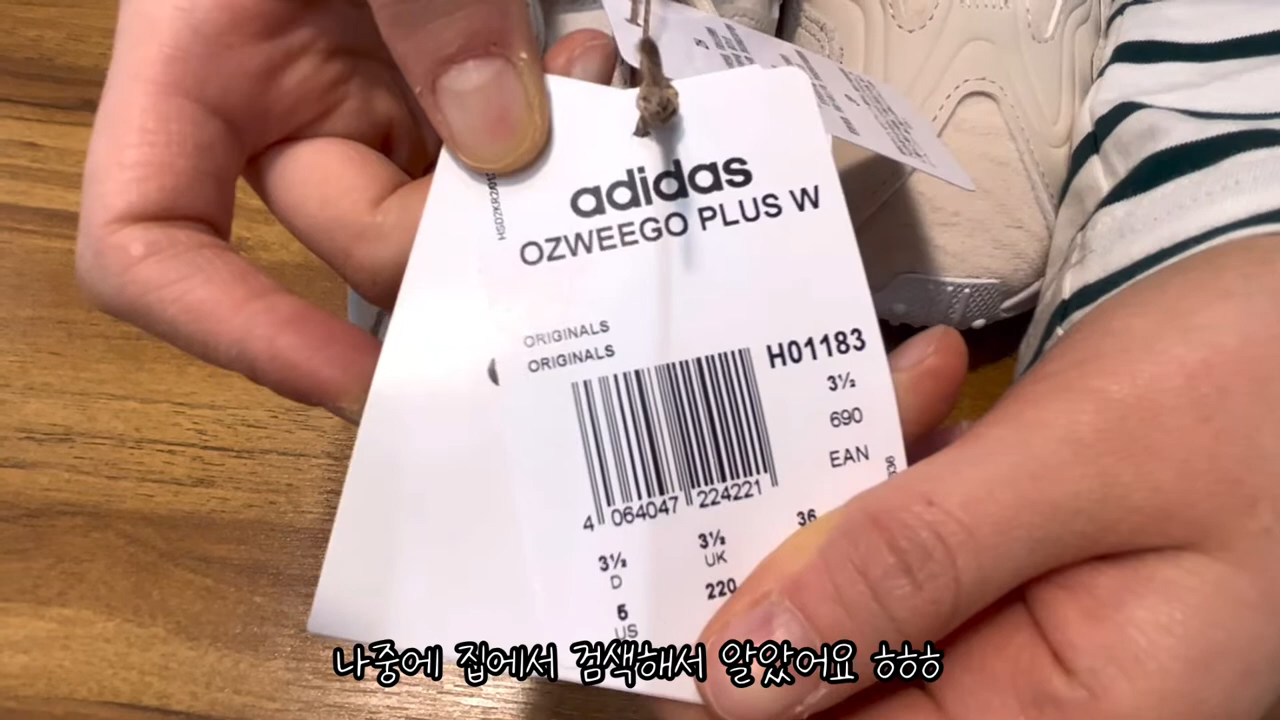 adidas
OZWEEGO PLUS W
ORIGINALS
ORIGINALS
H01183
3½
690
EAN
4 064047 224221
3½ 3½ 36
D UK
5 220
US
나중에 집에서 검색해서 알았어요 ㅎㅎㅎ